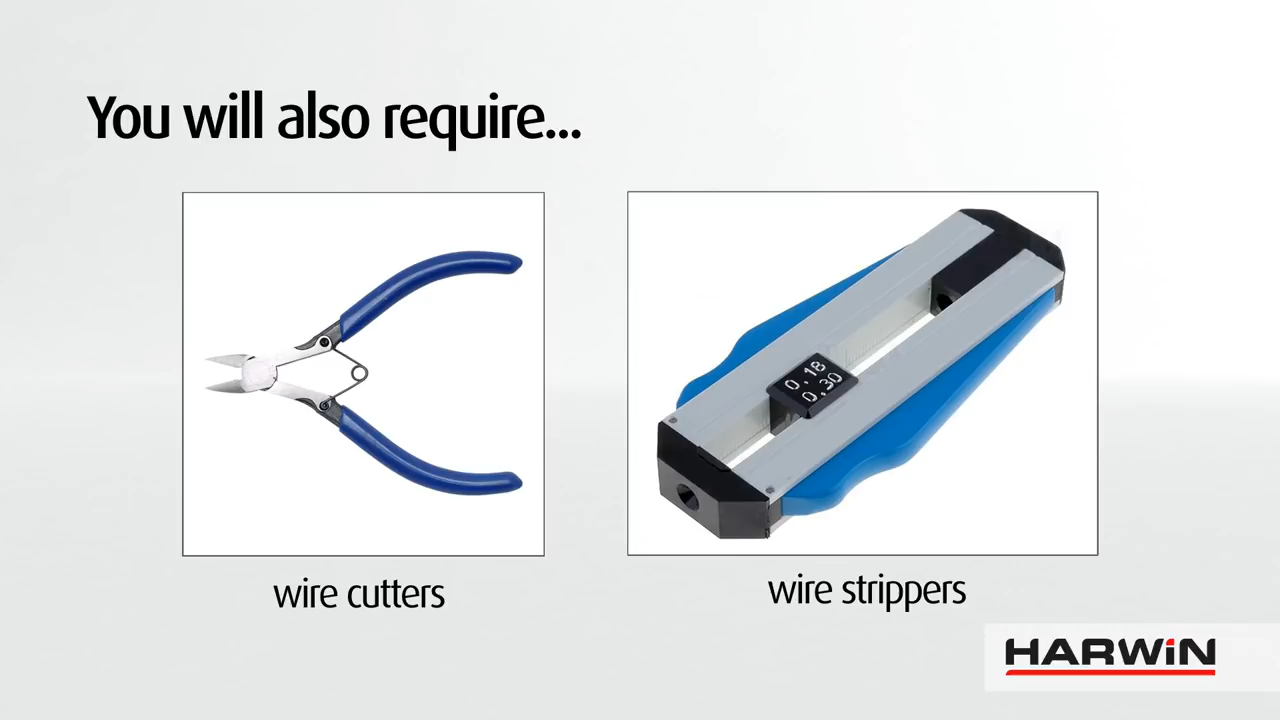 You will also require...
0,18
0,30
wire cutters
wire strippers
HARWiN